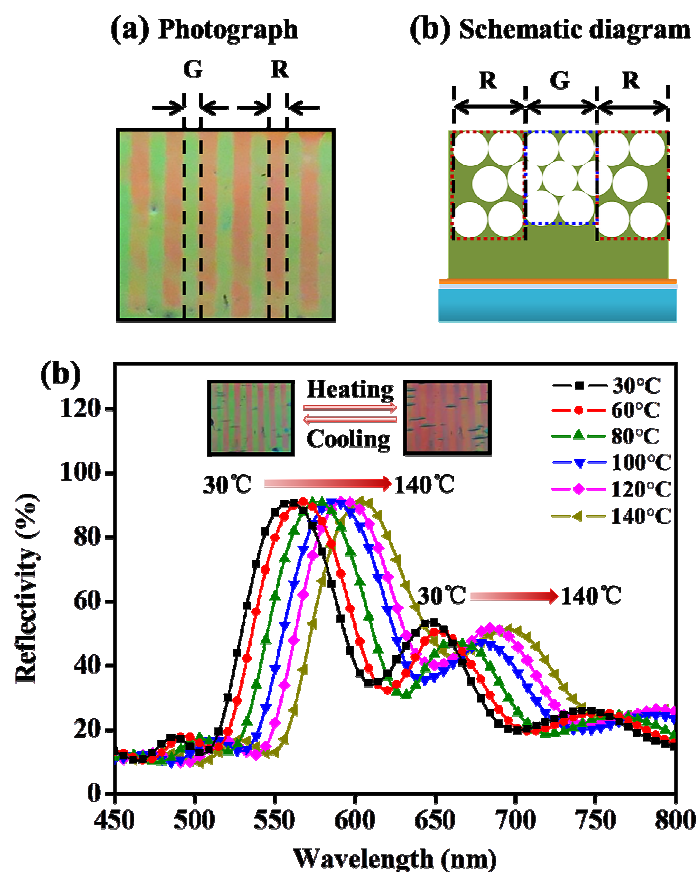 (a) Photograph
(b) Schematic diagram
G R
R G R
(b)
120
100
80
60
40
20
0
Reflectivity (%)
Heating
Cooling
30℃ 140℃
30℃ 140℃
30°C
60°C
80°C
100°C
120°C
140°C
450 500 550 600 650 700 750 800
Wavelength (nm)